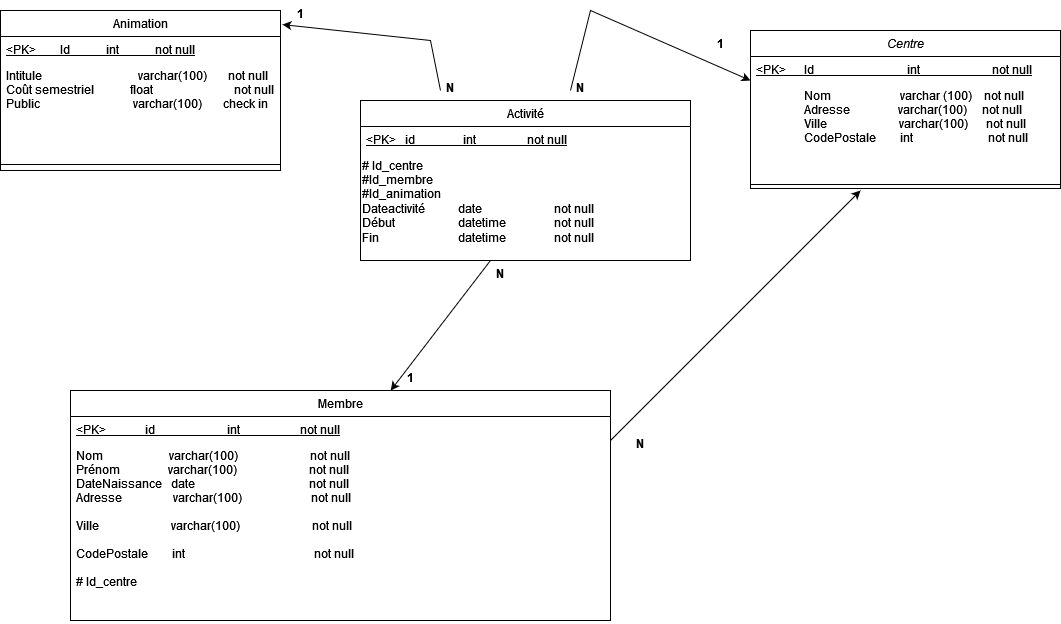 Animation
<PK> Id int not null
Intitule varchar(100) not null
Coût semestriel float not null
Public varchar(100) check in
1
N
N
1
Centre
<PK> Id int not null
Nom varchar (100) not null
Adresse varchar(100) not null
Ville varchar(100) not null
CodePostale int not null
Activité
<PK> id int not null
# Id_centre
#Id_membre
#Id_animation
Dateactivité date not null
Début datetime not null
Fin datetime not null
N
1
N
Membre
<PK> id int not null
Nom varchar(100) not null
Prénom varchar(100) not null
DateNaissance date not null
Adresse varchar(100) not null
Ville varchar(100) not null
CodePostale int not null
# Id_centre